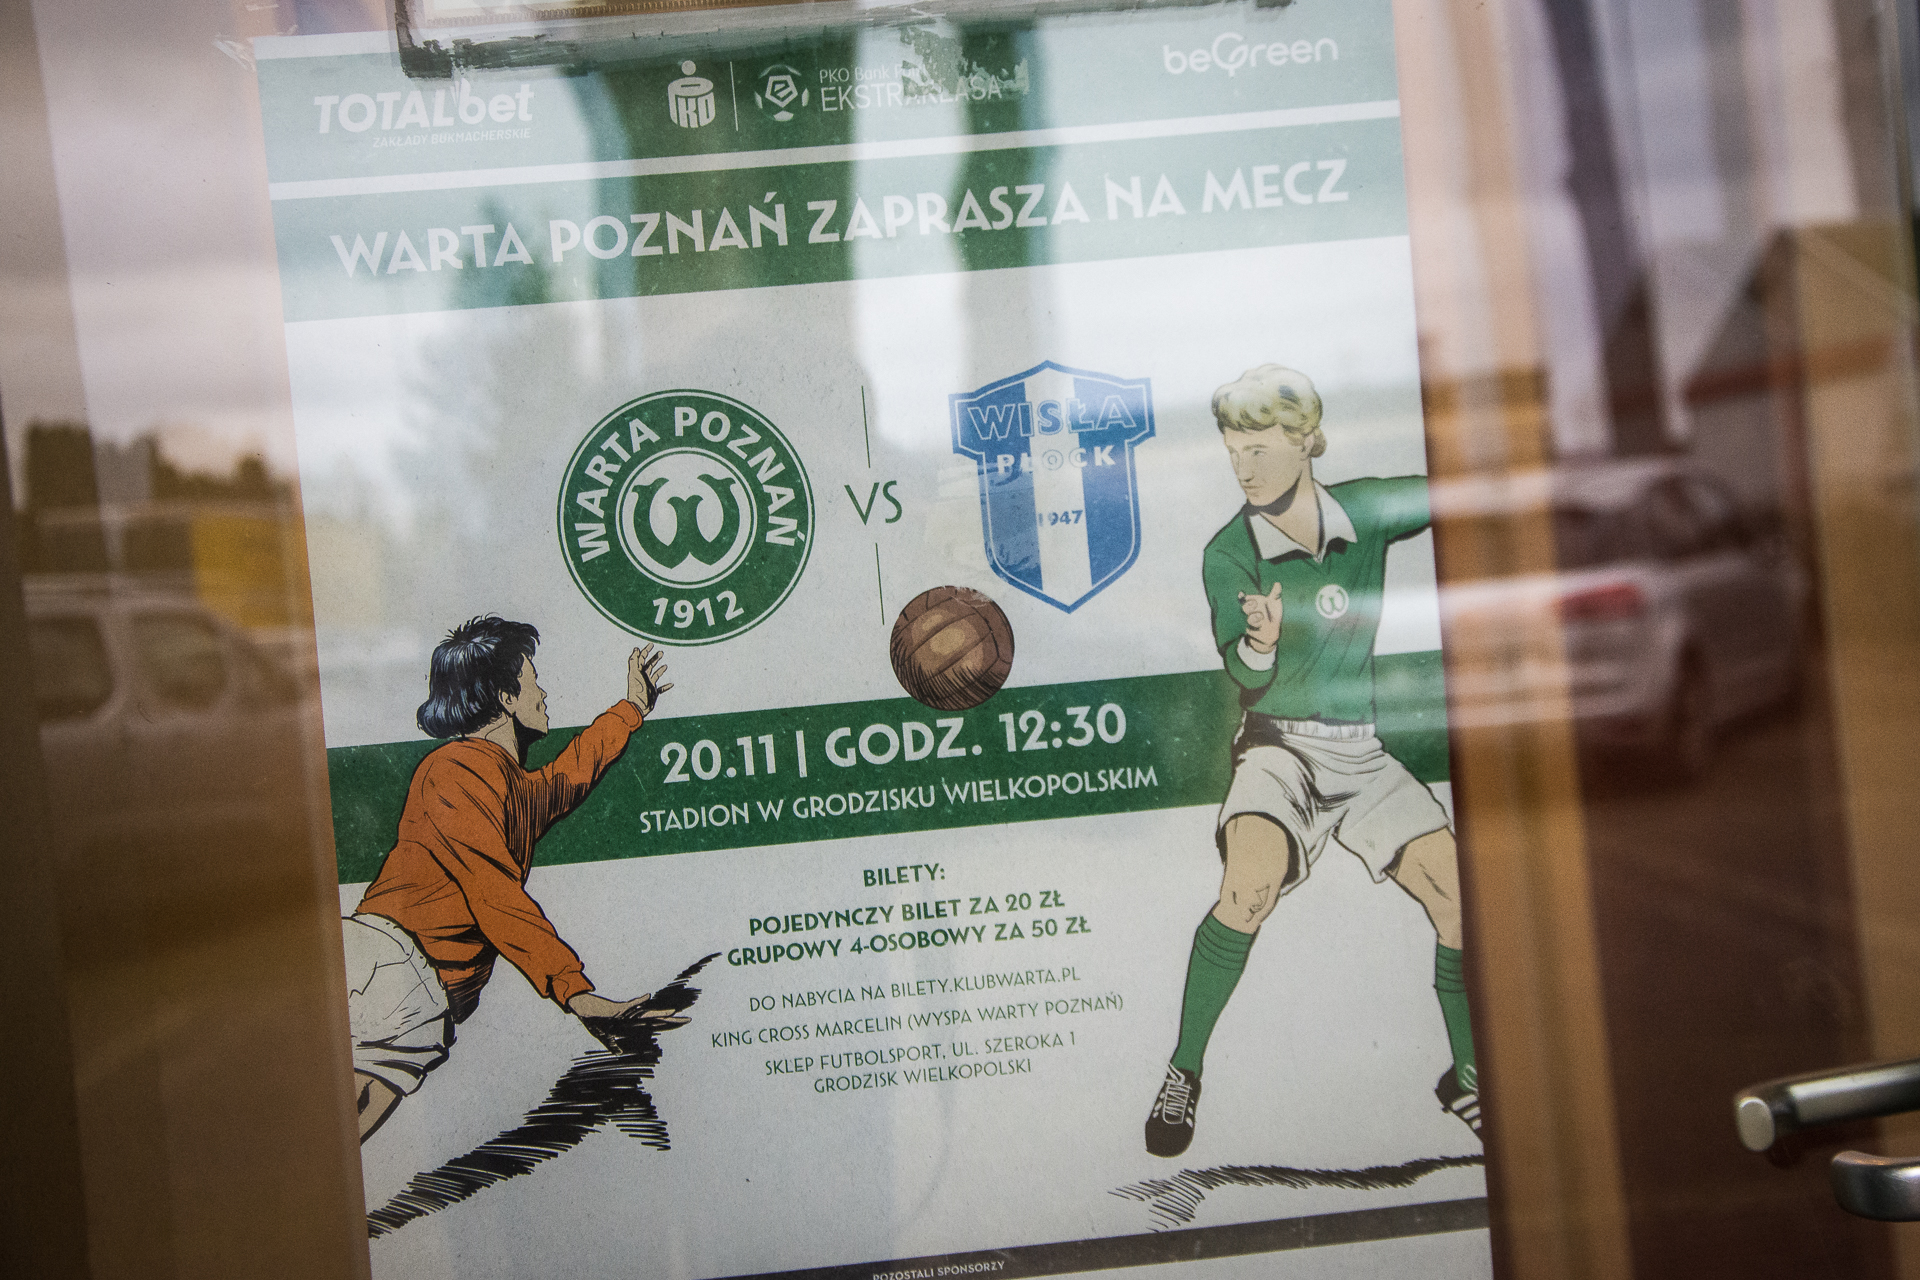 TOTALbet
ZAKŁADY BUKMACHERSKIE
PKO
PKO Bank
EKSTRAKLASA
beGreen
WARTA POZNAŃ ZAPRASZA NA MECZ
WARTA POZNAŃ
W
1912
VS
WISŁA
PŁOCK
1947
W
20.11 | GODZ. 12:30
STADION W GRODZISKU WIELKOPOLSKIM
BILETY:
POJEDYNCZY BILET ZA 20 ZŁ
GRUPOWY 4-OSOBOWY ZA 50 ZŁ
DO NABYCIA NA BILETY.KLUBWARTA.PL
KING CROSS MARCELIN (WYSPA WARTY POZNAŃ)
SKLEP FUTBOLSPORT, UL. SZEROKA 1
GRODZISK WIELKOPOLSKI
POZOSTALI SPONSORZY